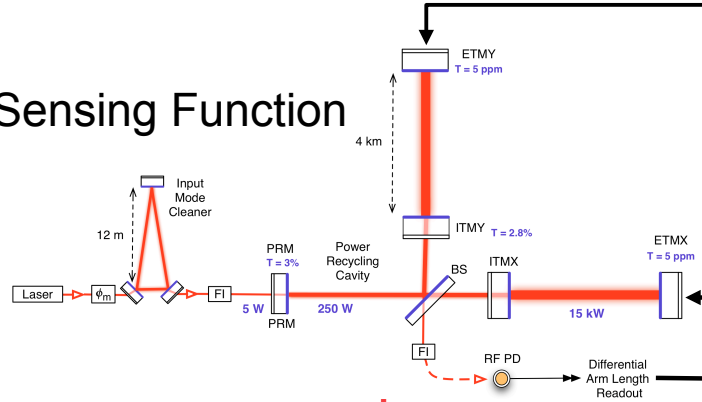 Sensing Function
ETMY
T = 5 ppm
4 km
Input
Mode
Cleaner
12 m
ITMY
T = 2.8%
PRM
T = 3%
Power
Recycling
Cavity
BS
ITMX
ETMX
T = 5 ppm
Laser
ϕm
FI
5 W
250 W
15 kW
PRM
FI
RF PD
Differential
Arm Length
Readout